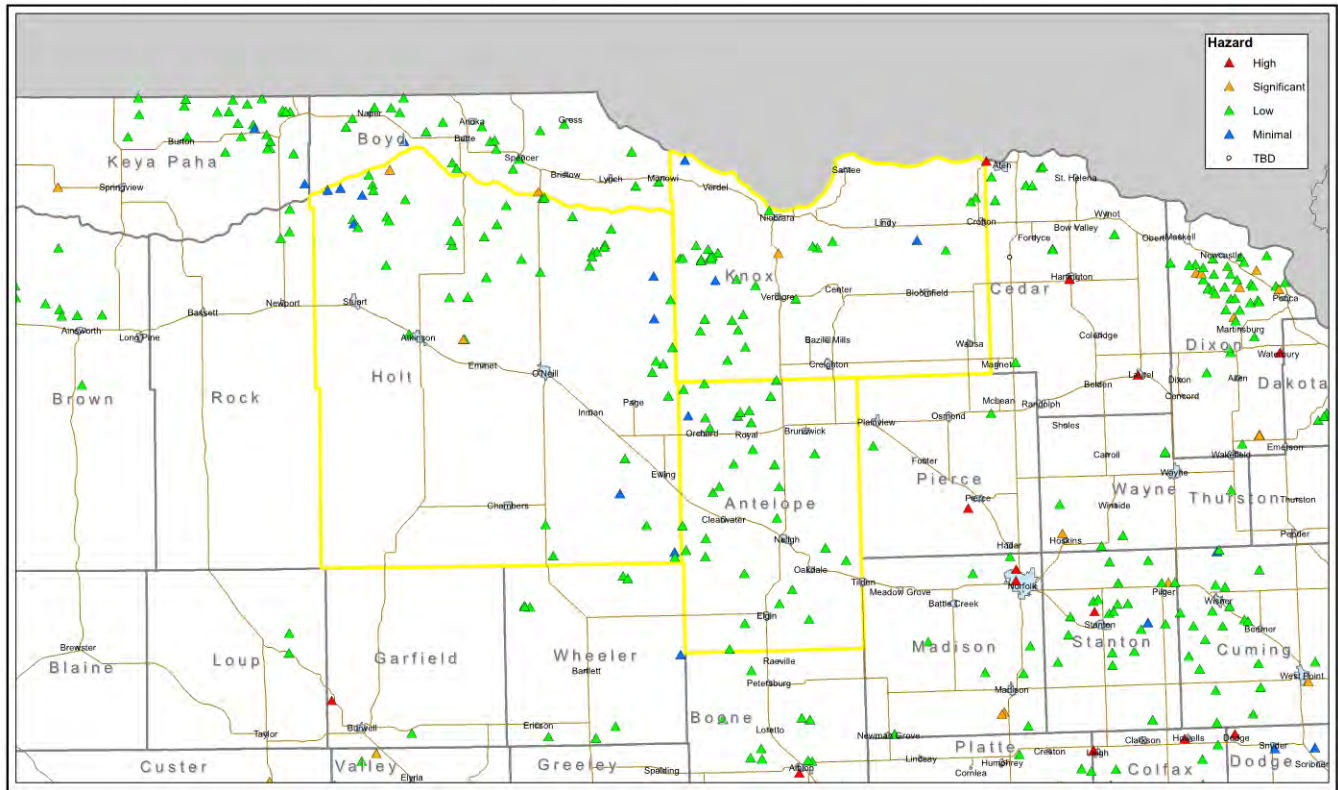 Hazard
High
Significant
Low
Minimal
TBD
Napur
Anoka
Gross
Burton
Boyd
Butte
Keya Paha
Spencer
Springview
Bristow
Lynch
Monowi
Verdel
Santee
Aten
St. Helena
Niobrara
Lindy
Crofton
Wynot
Bow Valley
Fordyce
Obert
Maskell
Newcastle
Knox
Hartington
Cedar
Verdigre
Center
Bloomfield
Ponca
Newport
Stuart
Bassett
Ainsworth
Long Pine
Atkinson
Martinsburg
Coleridge
Dixon
Bazile Mills
Wausa
Waterbury
Emmet
O'Neill
Creighton
Magnet
Holt
Laurel
Dixon
Allen
Dakota
Belden
Concord
Brown
Rock
Page
Inman
McLean
Randolph
Osmond
Plainview
Orchard
Royal
Brunswick
Sholes
Emerson
Carroll
Wakefield
Foster
Ewing
Pierce
Wayne
Wayne
Thurston
Thurston
Antelope
Pierce
Chambers
Winside
Clearwater
Neligh
Hoskins
Pender
Hadar
Oakdale
Tilden
Norfolk
Meadow Grove
Battle Creek
Pilger
Wisner
Elgin
Stanton
Beemer
Brewster
Madison
Stanton
Cuming
Blaine
Loup
Garfield
Wheeler
Bartlett
Raeville
Petersburg
Madison
West Point
Boone
Taylor
Burwell
Ericson
Loretto
Newman Grove
Platte
Creston
Leigh
Clarkson
Howells
Dodge
Snyder
Dodge
Scribner
Custer
Valley
Elyria
Greeley
Spalding
Albion
Lindsay
Humphrey
Cornlea
Colfax